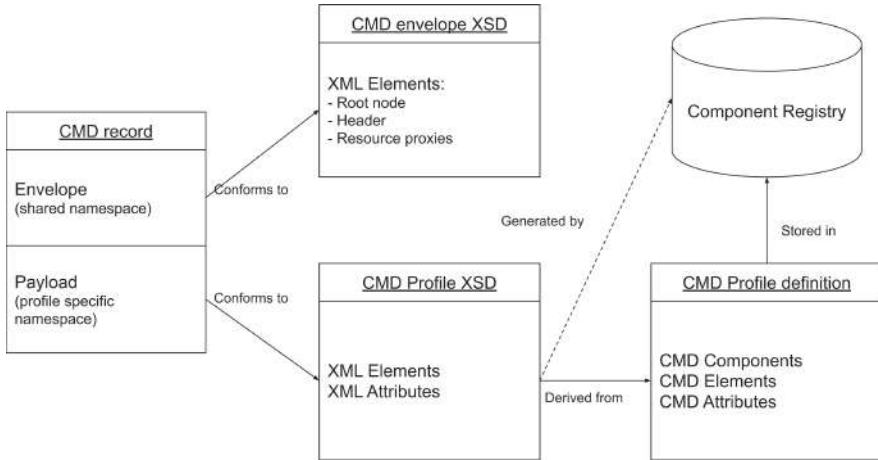 CMD envelope XSD
XML Elements:
- Root node
- Header
- Resource proxies
Component Registry
CMD record
Envelope
(shared namespace)
Payload
(profile specific
namespace)
Conforms to
Conforms to
Generated by
Stored in
CMD Profile XSD
XML Elements
XML Attributes
Derived from
CMD Profile definition
CMD Components
CMD Elements
CMD Attributes